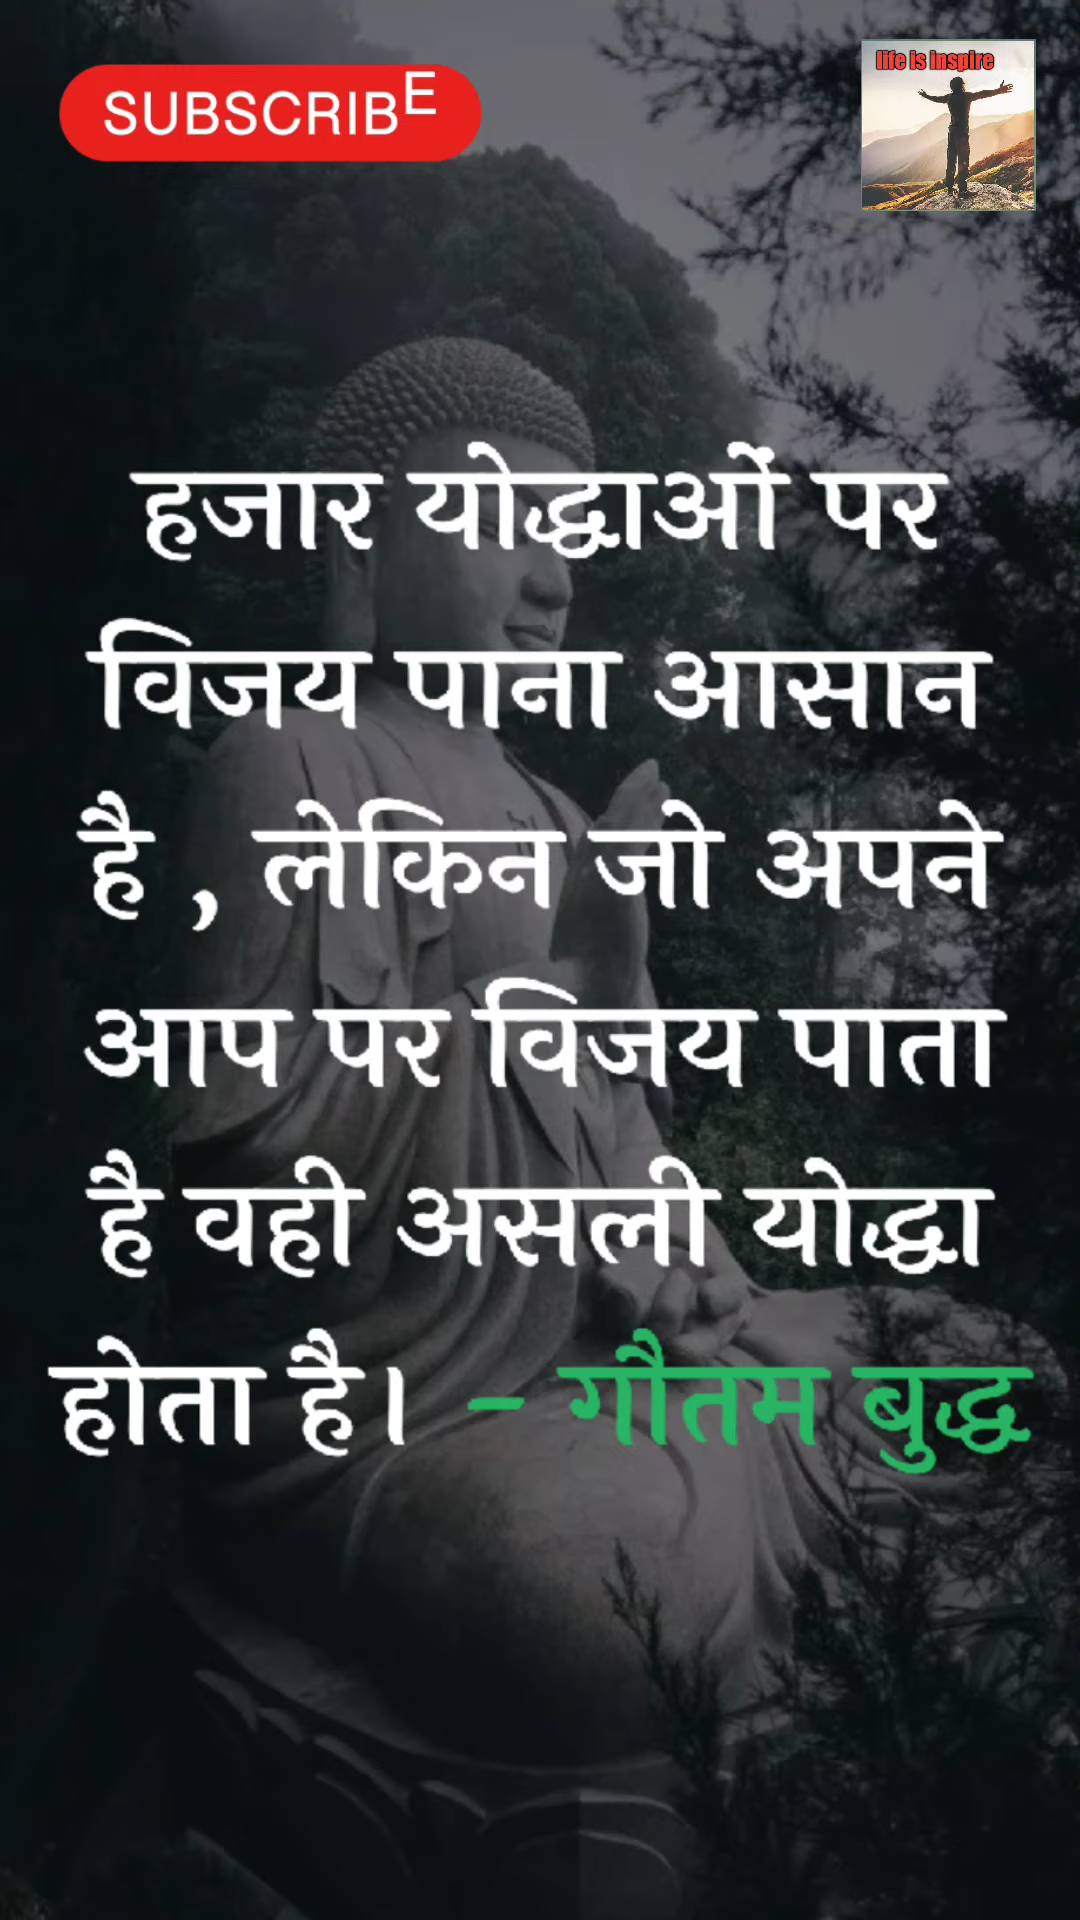 life is inspire
SUBSCRIBE
हजार योद्धाओं पर
विजय पाना आसान
है , लेकिन जो अपने
आप पर विजय पाता
है वही असली योद्धा
होता है। - गौतम बुद्ध